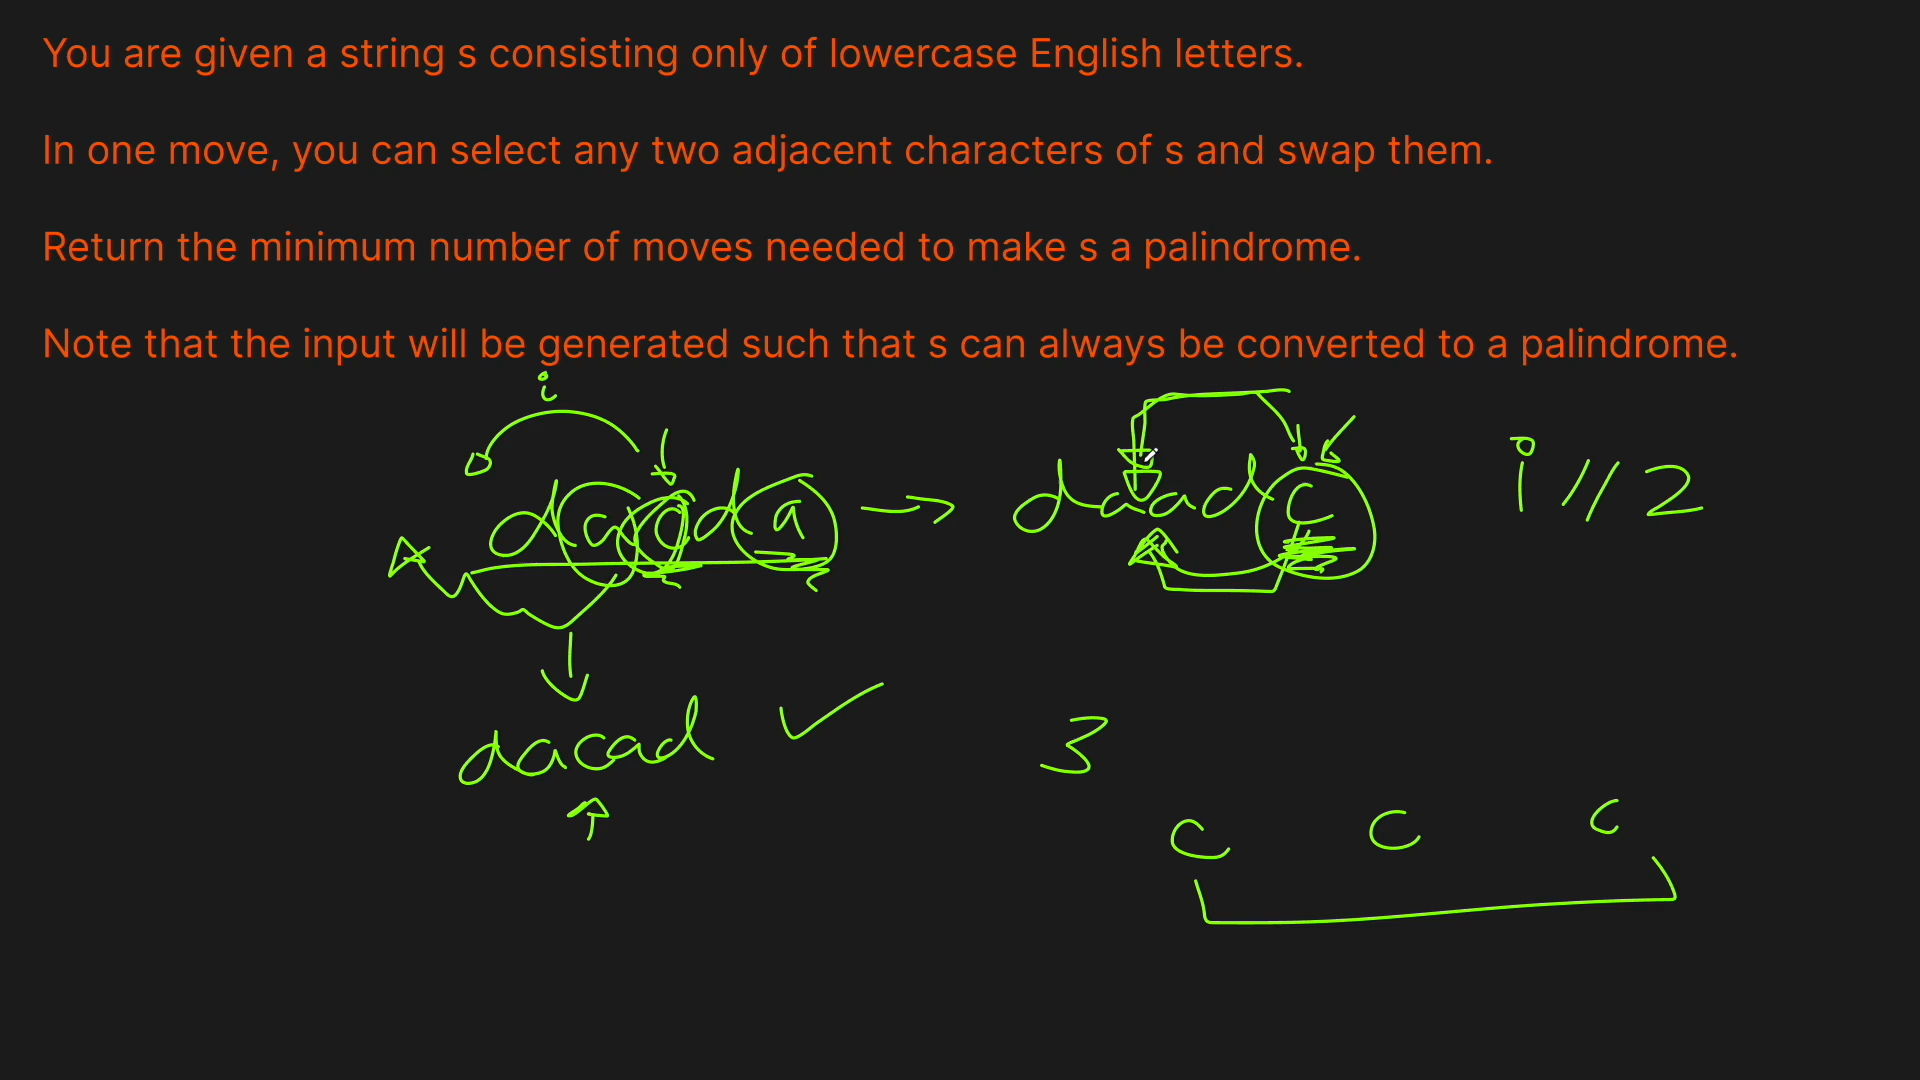 You are given a string s consisting only of lowercase English letters.
In one move, you can select any two adjacent characters of s and swap them.
Return the minimum number of moves needed to make s a palindrome.
Note that the input will be generated such that s can always be converted to a palindrome.
i
daada → daadc i//2
dacad ✓ 3
c c c